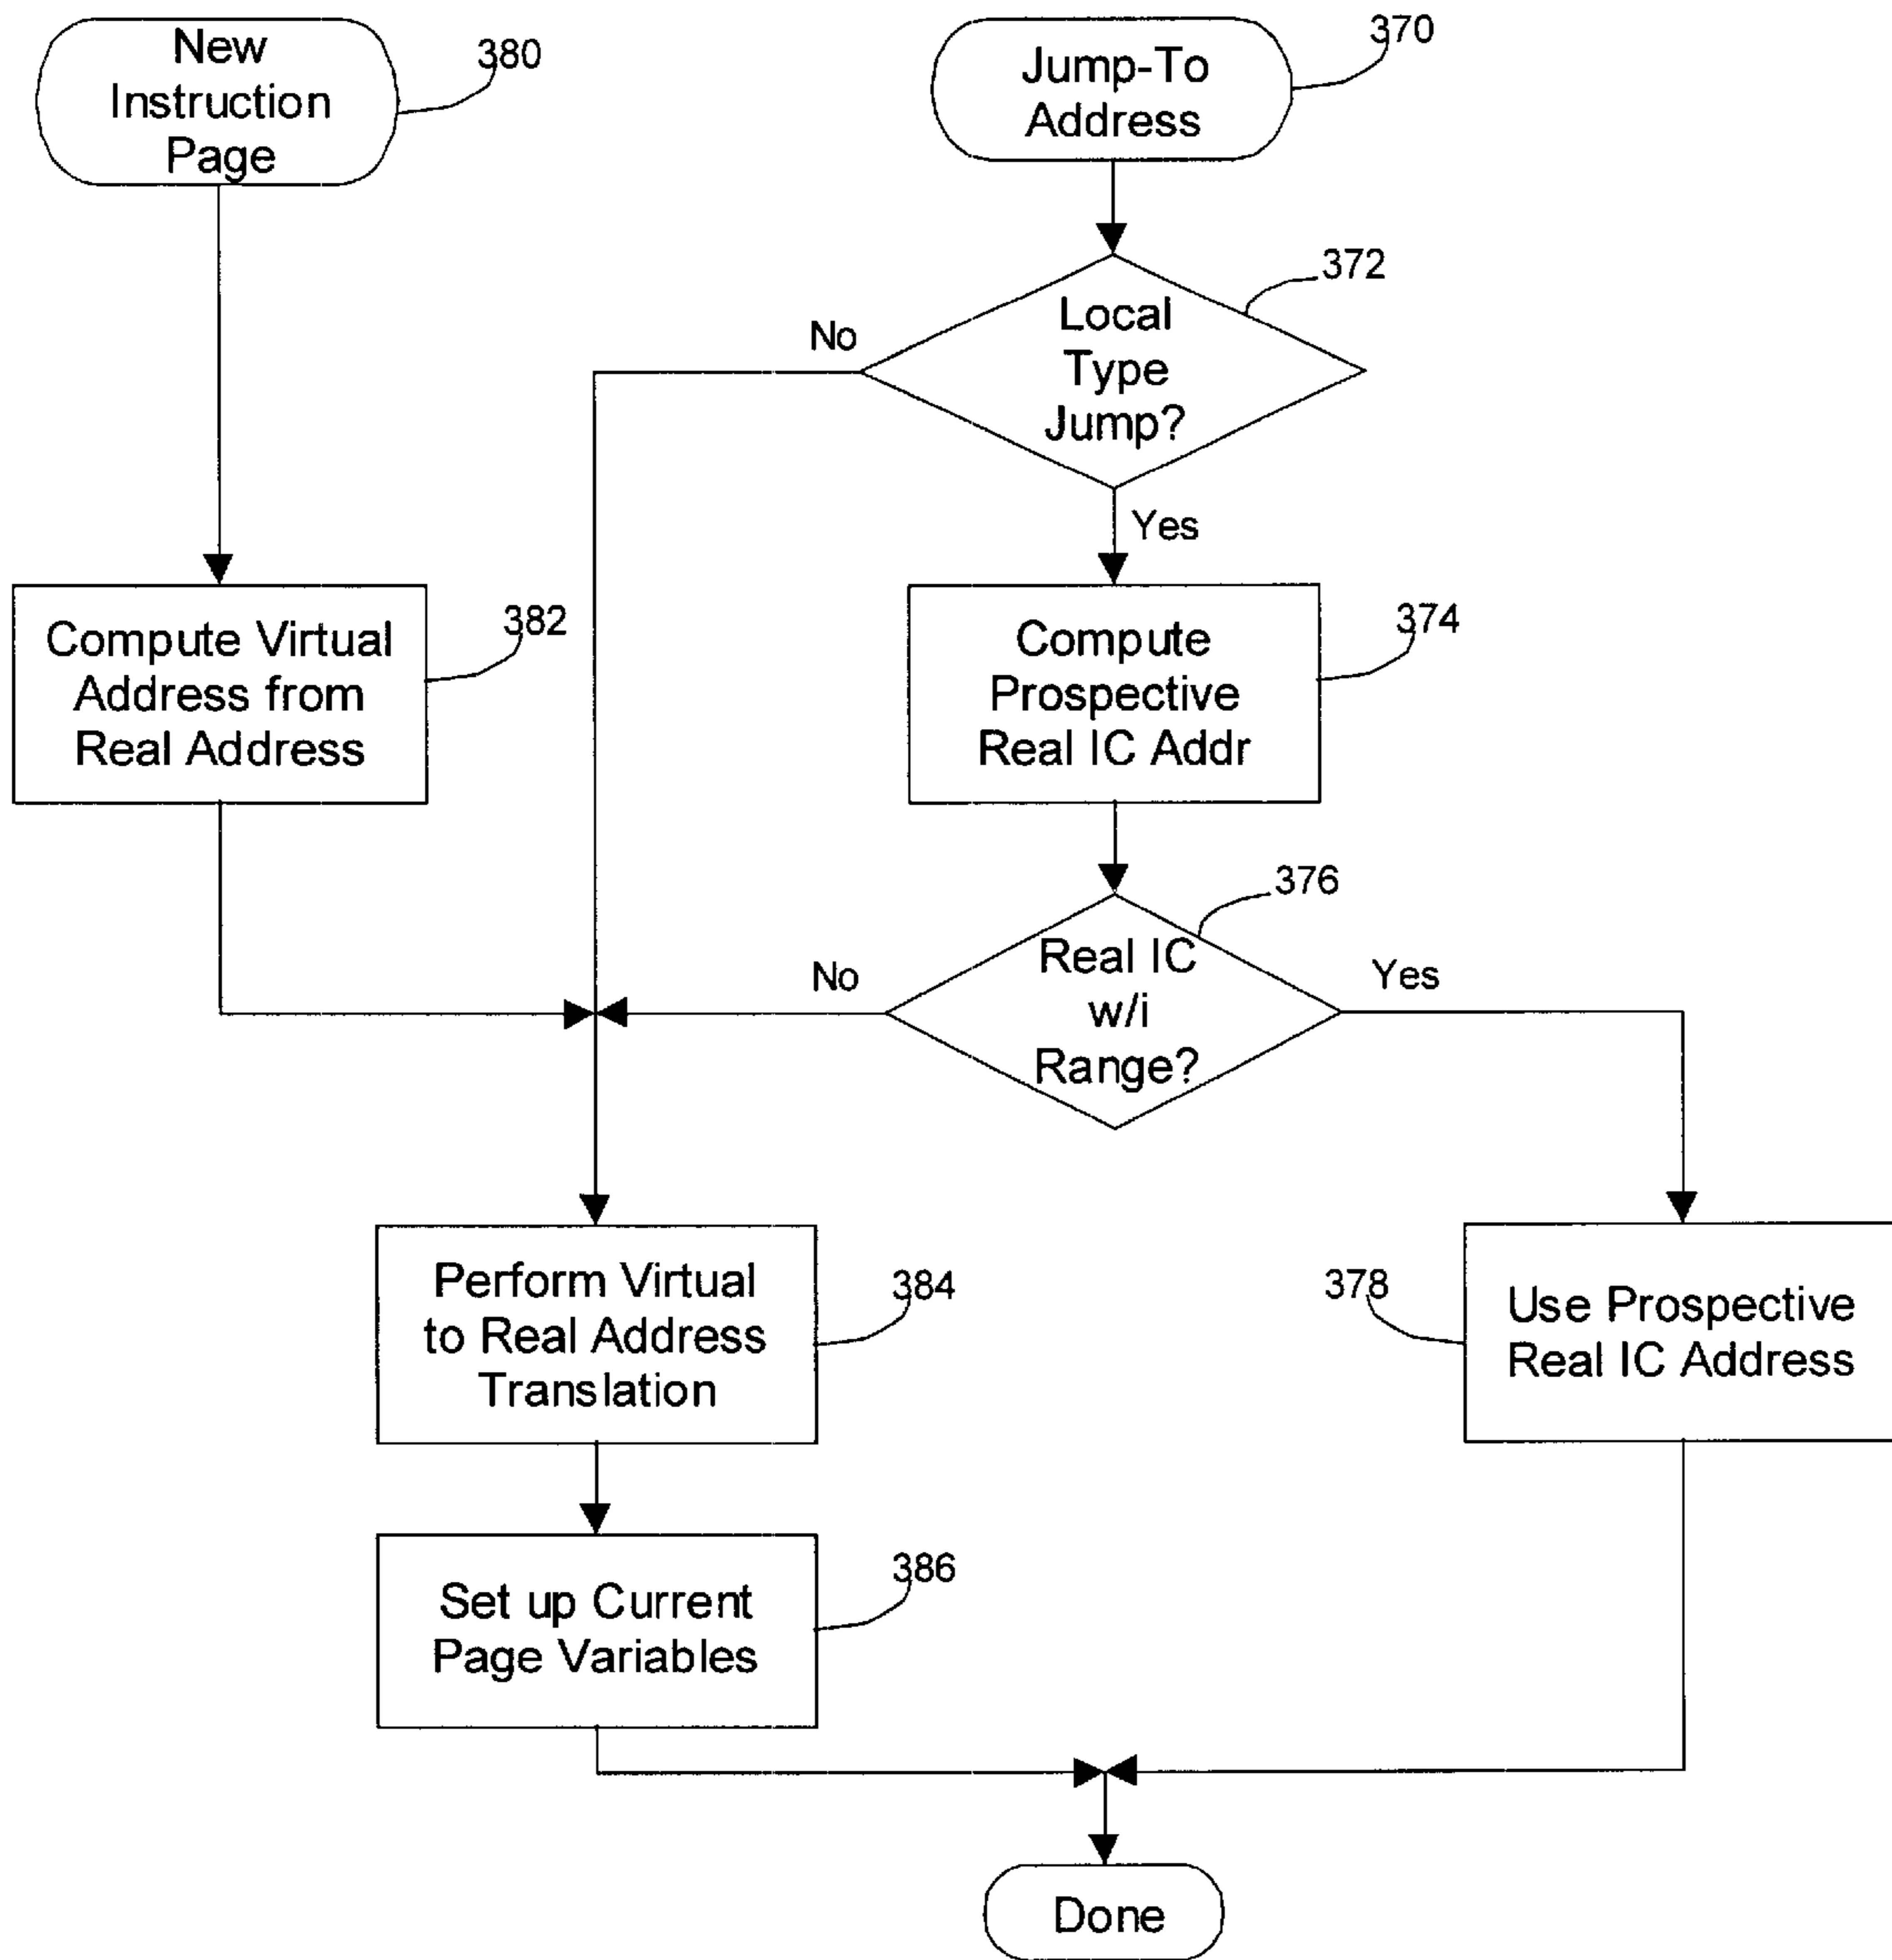 New
Instruction
Page
380
Jump-To
Address
370
Local
Type
Jump?
372
No
Yes
Compute Virtual
Address from
Real Address
382
Compute
Prospective
Real IC Addr
374
Real IC
w/i
Range?
376
No
Yes
Perform Virtual
to Real Address
Translation
384
Use Prospective
Real IC Address
378
Set up Current
Page Variables
386
Done